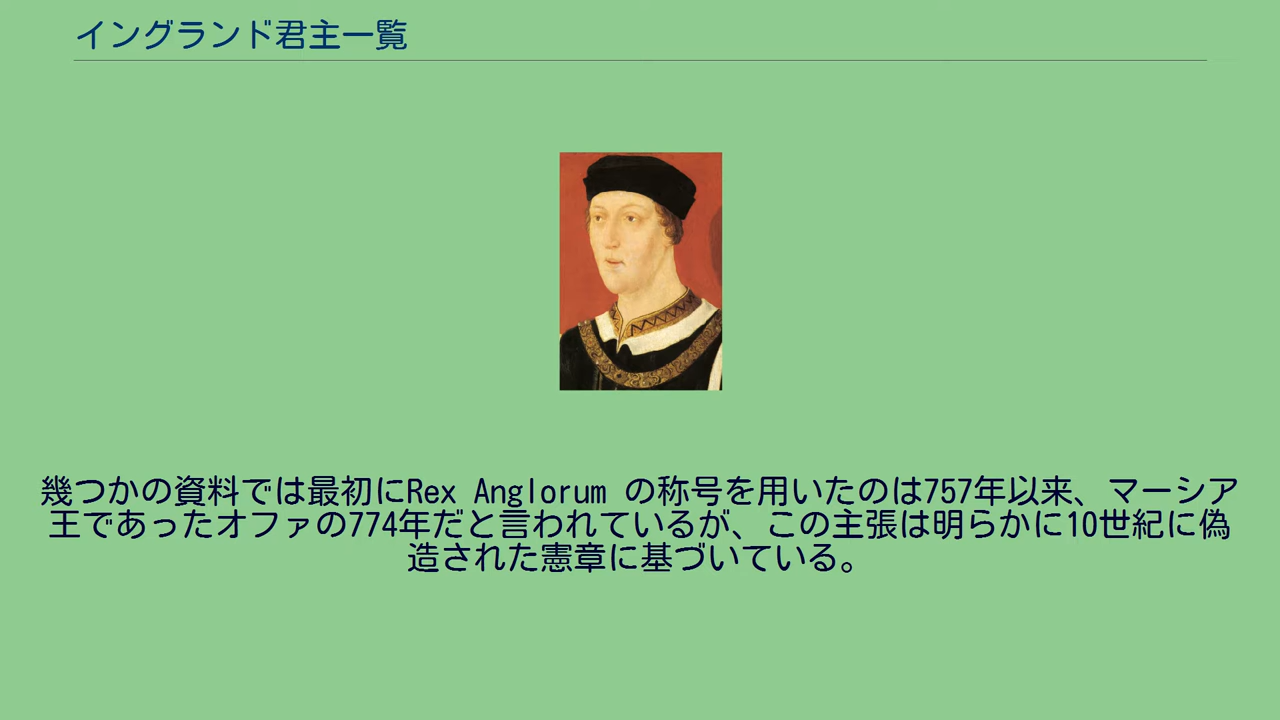 イングランド君主一覧
幾つかの資料では最初にRex Anglorum の称号を用いたのは757年以来、マーシア
王であったオファの774年だと言われているが、この主張は明らかに10世紀に偽
造された憲章に基づいている。